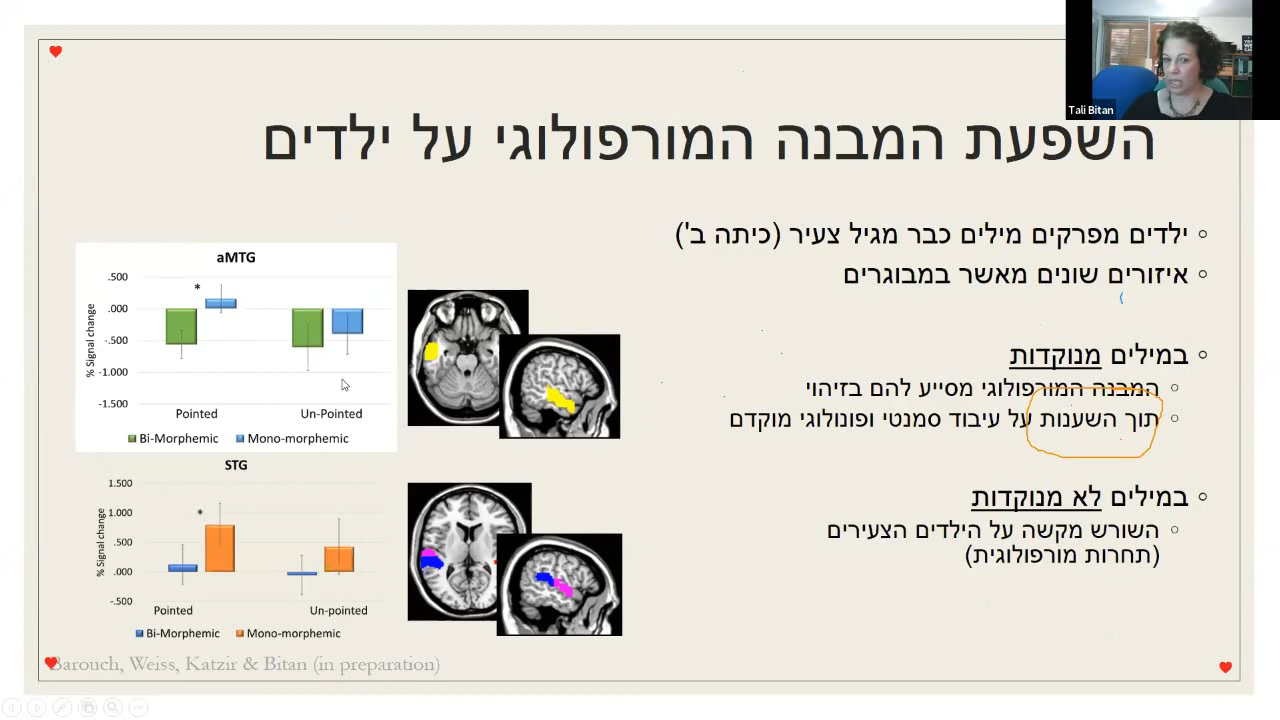 Tali Bitan
השפעת המבנה המורפולוגי על ילדים
ילדים מפרקים מילים כבר מגיל צעיר (כיתה ב')
איזורים שונים מאשר במבוגרים
במילים מנוקדות
המבנה המורפולוגי מסייע להם בזיהוי
תוך השענות על עיבוד סמנטי ופונולוגי מוקדם
במילים לא מנוקדות
השורש מקשה על הילדים הצעירים
(תחרות מורפולוגית)
aMTG
% Signal change
.500
.000
-.500
-1.000
-1.500
*
Pointed Un-Pointed
Bi-Morphemic Mono-morphemic
STG
% Signal change
1.500
1.000
.500
.000
-.500
*
Pointed Un-pointed
Bi-Morphemic Mono-morphemic
Barouch, Weiss, Katzir & Bitan (in preparation)